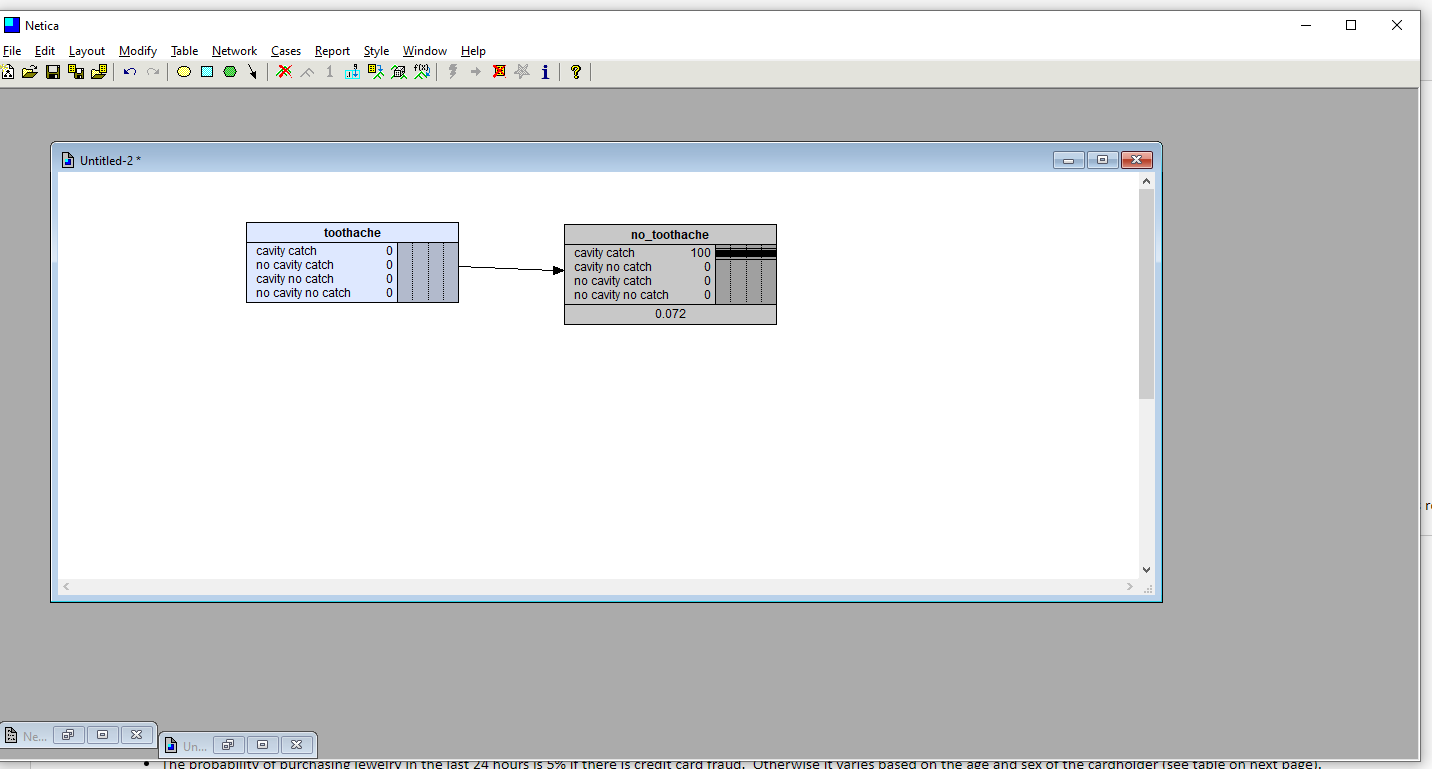 Netica
File Edit Layout Modify Table Network Cases Report Style Window Help
1 f(x) i ?
Untitled-2 *
toothache
cavity catch 0
no cavity catch 0
cavity no catch 0
no cavity no catch 0
no_toothache
cavity catch 100
cavity no catch 0
no cavity catch 0
no cavity no catch 0
0.072
Ne...
Un...
The probability of purchasing jewelry in the last 24 hours is 5% if there is credit card fraud. Otherwise it varies based on the age and sex of the cardholder (see table on next page).